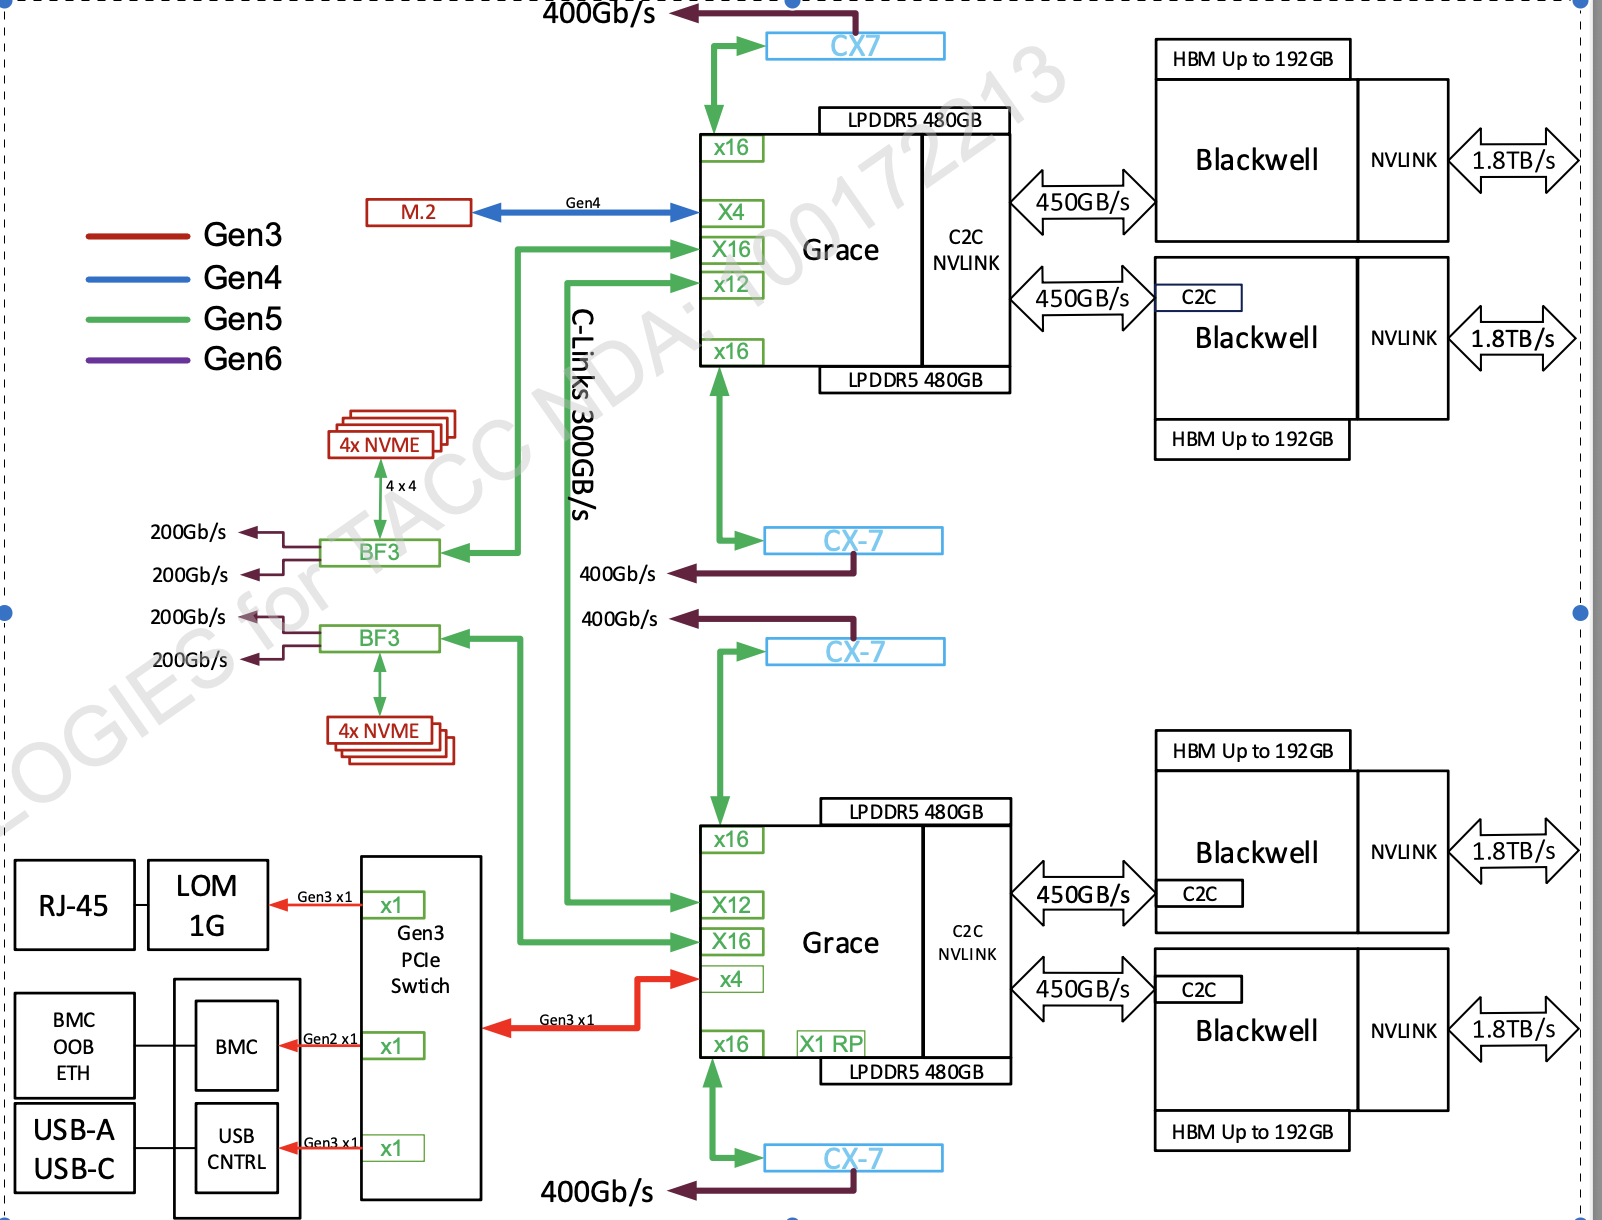 400Gb/s
CX7
HBM Up to 192GB
LPDDR5 480GB
x16
Blackwell
NVLINK
1.8TB/s
M.2
Gen4
X4
450GB/s
Gen3
X16
Grace
C2C
NVLINK
Gen4
x12
450GB/s
C2C
Gen5
C-Links 300GB/s
x16
Blackwell
NVLINK
1.8TB/s
Gen6
LPDDR5 480GB
4x NVME
HBM Up to 192GB
4 x 4
200Gb/s
BF3
CX-7
200Gb/s
400Gb/s
200Gb/s
400Gb/s
BF3
CX-7
200Gb/s
4x NVME
HBM Up to 192GB
LPDDR5 480GB
x16
Blackwell
NVLINK
1.8TB/s
RJ-45
LOM
1G
Gen3 x1
x1
X12
450GB/s
C2C
Gen3
PCIe
Swtich
X16
Grace
C2C
NVLINK
x4
450GB/s
C2C
BMC
OOB
ETH
BMC
Gen2 x1
x1
Gen3 x1
x16
X1 RP
Blackwell
NVLINK
1.8TB/s
LPDDR5 480GB
USB-A
USB-C
USB
CNTRL
Gen3 x1
x1
HBM Up to 192GB
CX-7
400Gb/s
LOGIES for TACC NDA: 100172213